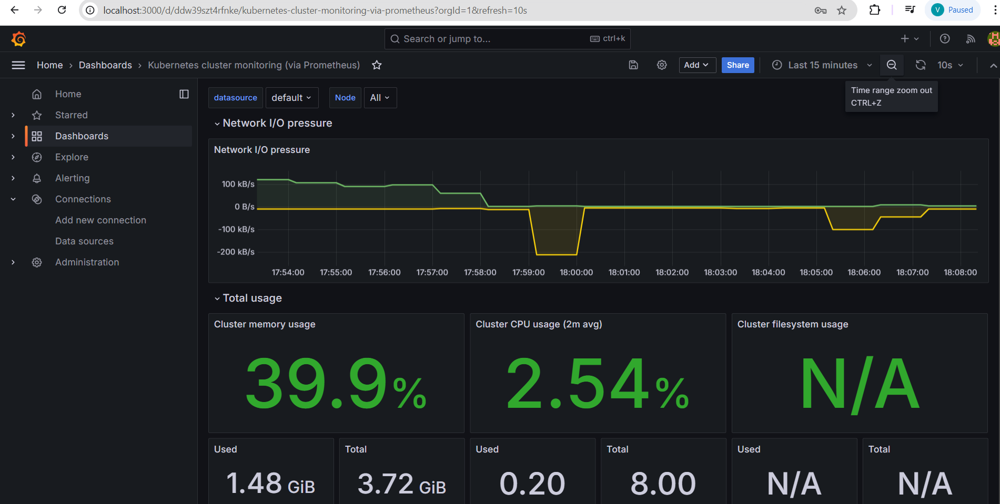 localhost:3000/d/ddw39szt4rfnke/kubernetes-cluster-monitoring-via-prometheus?orgId=1&refresh=10s
V Paused
Search or jump to... ctrl+k
Home › Dashboards › Kubernetes cluster monitoring (via Prometheus)
Add Share Last 15 minutes 10s
Time range zoom out
CTRL+Z
Home
Starred
Dashboards
Explore
Alerting
Connections
Add new connection
Data sources
Administration
datasource default Node All
Network I/O pressure
Network I/O pressure
100 kB/s
0 B/s
-100 kB/s
-200 kB/s
17:54:00 17:55:00 17:56:00 17:57:00 17:58:00 17:59:00 18:00:00 18:01:00 18:02:00 18:03:00 18:04:00 18:05:00 18:06:00 18:07:00 18:08:00
Total usage
Cluster memory usage
39.9%
Cluster CPU usage (2m avg)
2.54%
Cluster filesystem usage
N/A
Used
1.48 GiB
Total
3.72 GiB
Used
0.20
Total
8.00
Used
N/A
Total
N/A